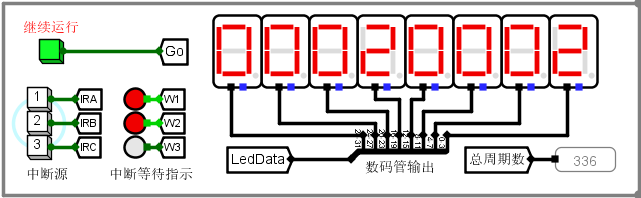 继续运行
Go
00020002
1 IRA W1
2 IRB W2
3 IRC W3
中断源 中断等待指示
LedData 数码管输出 总周期数 336